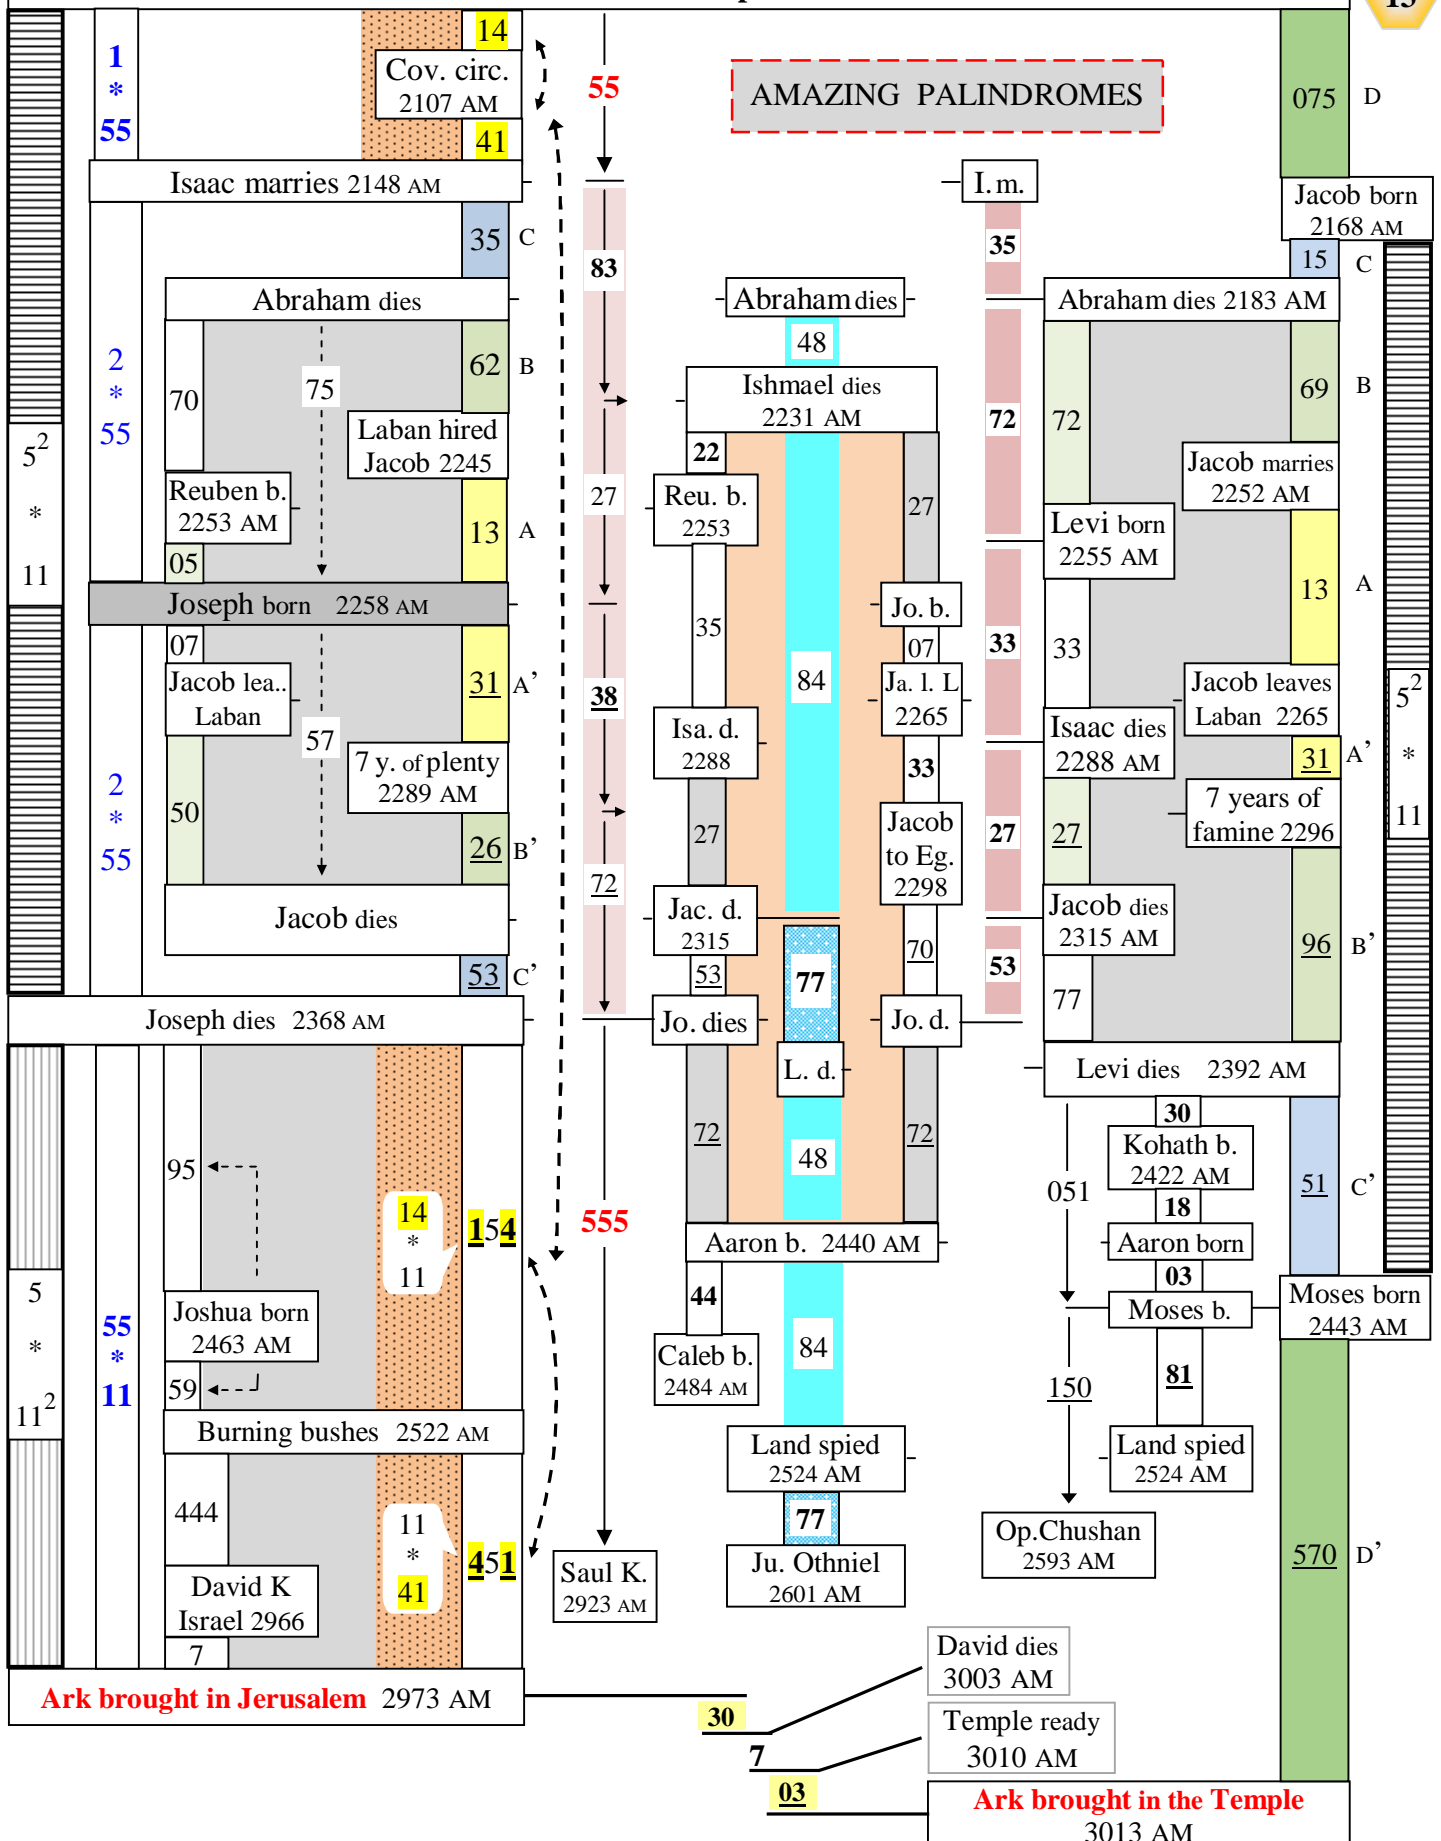 14
Cov. circ.
2107 AM
41
1
*
55
55
AMAZING PALINDROMES
075
D
Isaac marries 2148 AM
I. m.
Jacob born
2168 AM
35
C
83
35
15
C
Abraham dies
Abraham dies
Abraham dies 2183 AM
2
*
55
70
75
62
B
48
Ishmael dies
2231 AM
72
72
69
B
Laban hired
Jacob 2245
5²
*
11
22
Jacob marries
2252 AM
Reuben b.
2253 AM
13
A
27
Reu. b.
2253
27
Levi born
2255 AM
05
13
A
Joseph born 2258 AM
Jo. b.
07
35
07
33
33
Jacob lea..
Laban
31
A’
38
84
Ja. l. L
2265
Jacob leaves
Laban 2265
5²
*
11
57
Isa. d.
2288
Isaac dies
2288 AM
7 y. of plenty
2289 AM
33
31
A’
2
*
55
50
26
B’
27
Jacob
to Eg.
2298
27
27
7 years of
famine 2296
72
Jacob dies
Jac. d.
2315
Jacob dies
2315 AM
70
96
B’
53
C’
53
77
53
77
Joseph dies 2368 AM
Jo. dies
Jo. d.
L. d.
Levi dies 2392 AM
30
72
72
Kohath b.
2422 AM
95
48
051
51
C’
14
*
11
154
18
555
Aaron b. 2440 AM
Aaron born
03
5
*
11²
55
*
11
Joshua born
2463 AM
44
Moses b.
Moses born
2443 AM
84
Caleb b.
2484 AM
59
150
81
Burning bushes 2522 AM
Land spied
2524 AM
Land spied
2524 AM
444
11
*
41
451
77
Op.Chushan
2593 AM
570
D’
David K
Israel 2966
Saul K.
2923 AM
Ju. Othniel
2601 AM
7
David dies
3003 AM
Ark brought in Jerusalem 2973 AM
30
Temple ready
3010 AM
7
03
Ark brought in the Temple
3013 AM